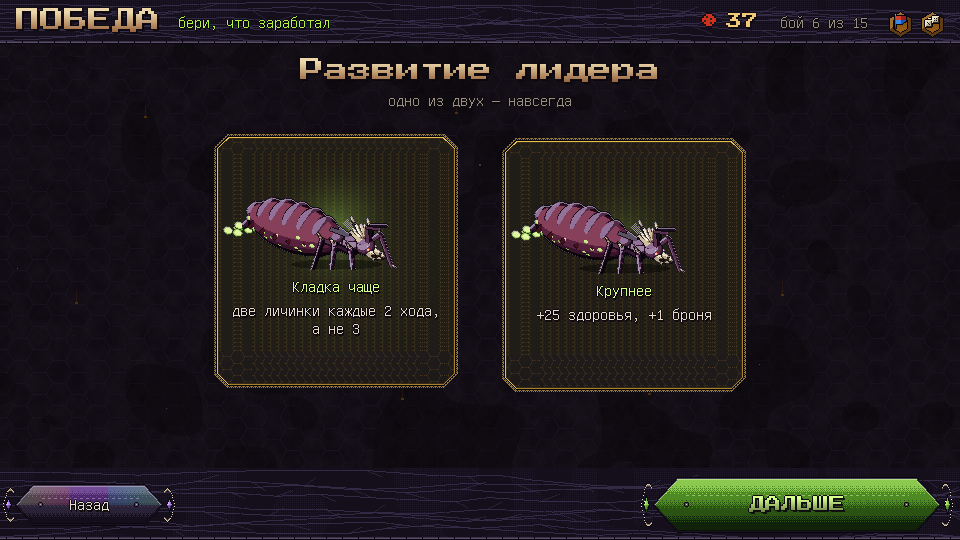 ПОБЕДА
бери, что заработал
37
бой 6 из 15
Развитие лидера
одно из двух — навсегда
Кладка чаще
две личинки каждые 2 хода,
а не 3
Крупнее
+25 здоровья, +1 броня
Назад
ДАЛЬШЕ